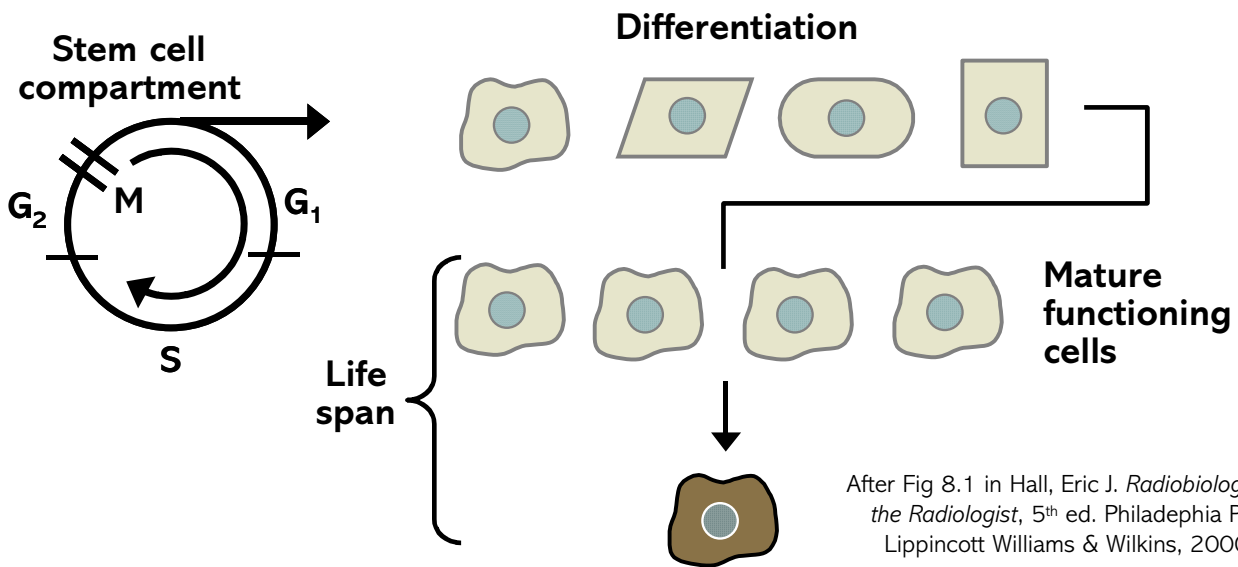 Stem cell
compartment
Differentiation
G₂
M
G₁
S
Life
span
Mature
functioning
cells
After Fig 8.1 in Hall, Eric J. Radiobiolog
the Radiologist, 5th ed. Philadephia P
Lippincott Williams & Wilkins, 200